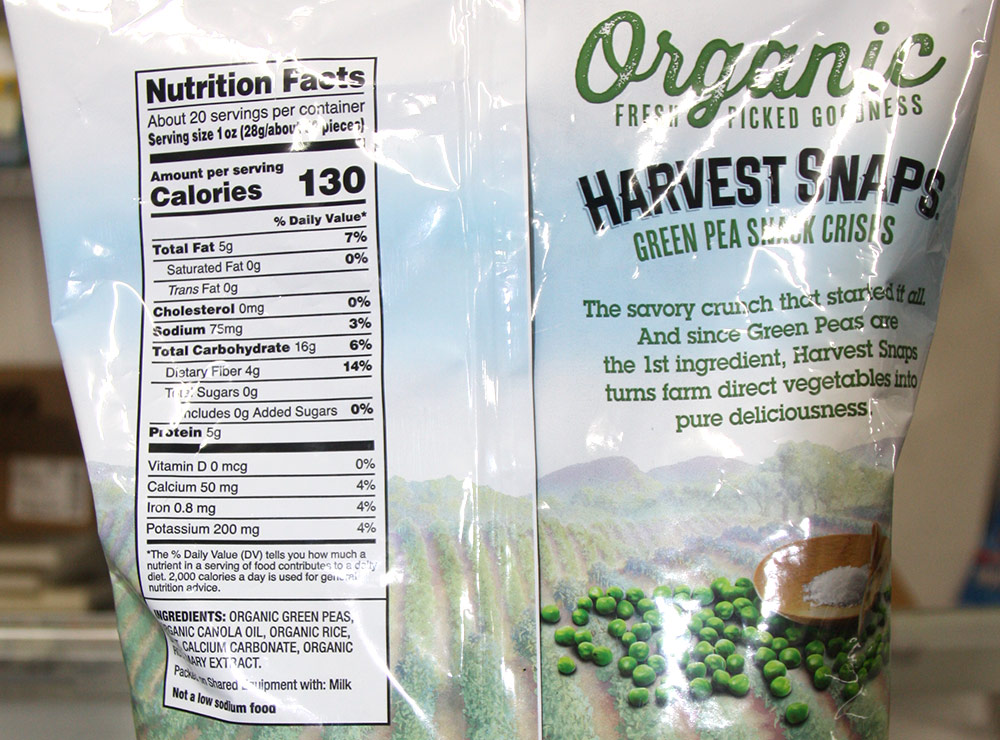 Nutrition Facts
About 20 servings per container
Serving size 1 oz (28g/about pieces)
Amount per serving
Calories 130
% Daily Value*
Total Fat 5g 7%
Saturated Fat 0g 0%
Trans Fat 0g
Cholesterol 0mg 0%
Sodium 75mg 3%
Total Carbohydrate 16g 6%
Dietary Fiber 4g 14%
Total Sugars 0g
Includes 0g Added Sugars 0%
Protein 5g
Vitamin D 0 mcg 0%
Calcium 50 mg 4%
Iron 0.8 mg 4%
Potassium 200 mg 4%
*The % Daily Value (DV) tells you how much a
nutrient in a serving of food contributes to a daily
diet. 2,000 calories a day is used for general
nutrition advice.
INGREDIENTS: ORGANIC GREEN PEAS,
ORGANIC CANOLA OIL, ORGANIC RICE,
CALCIUM CARBONATE, ORGANIC
ROSEMARY EXTRACT.
Packed on Shared Equipment with: Milk
Not a low sodium food
Organic
FRESH PICKED GOODNESS
HARVEST SNAPS
GREEN PEA SNACK CRISPS
The savory crunch that started it all.
And since Green Peas are
the 1st ingredient, Harvest Snaps
turns farm direct vegetables into
pure deliciousness.